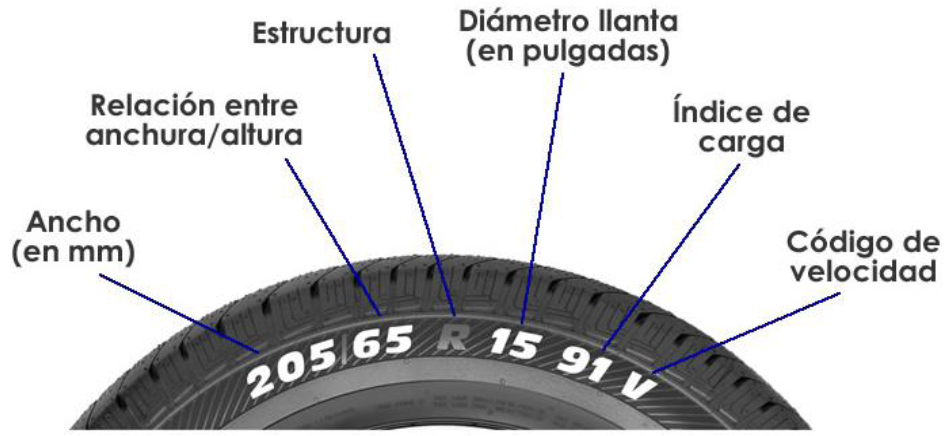 Estructura
Diámetro llanta
(en pulgadas)
Relación entre
anchura/altura
Índice de
carga
Ancho
(en mm)
Código de
velocidad
205/65 R 15 91 V